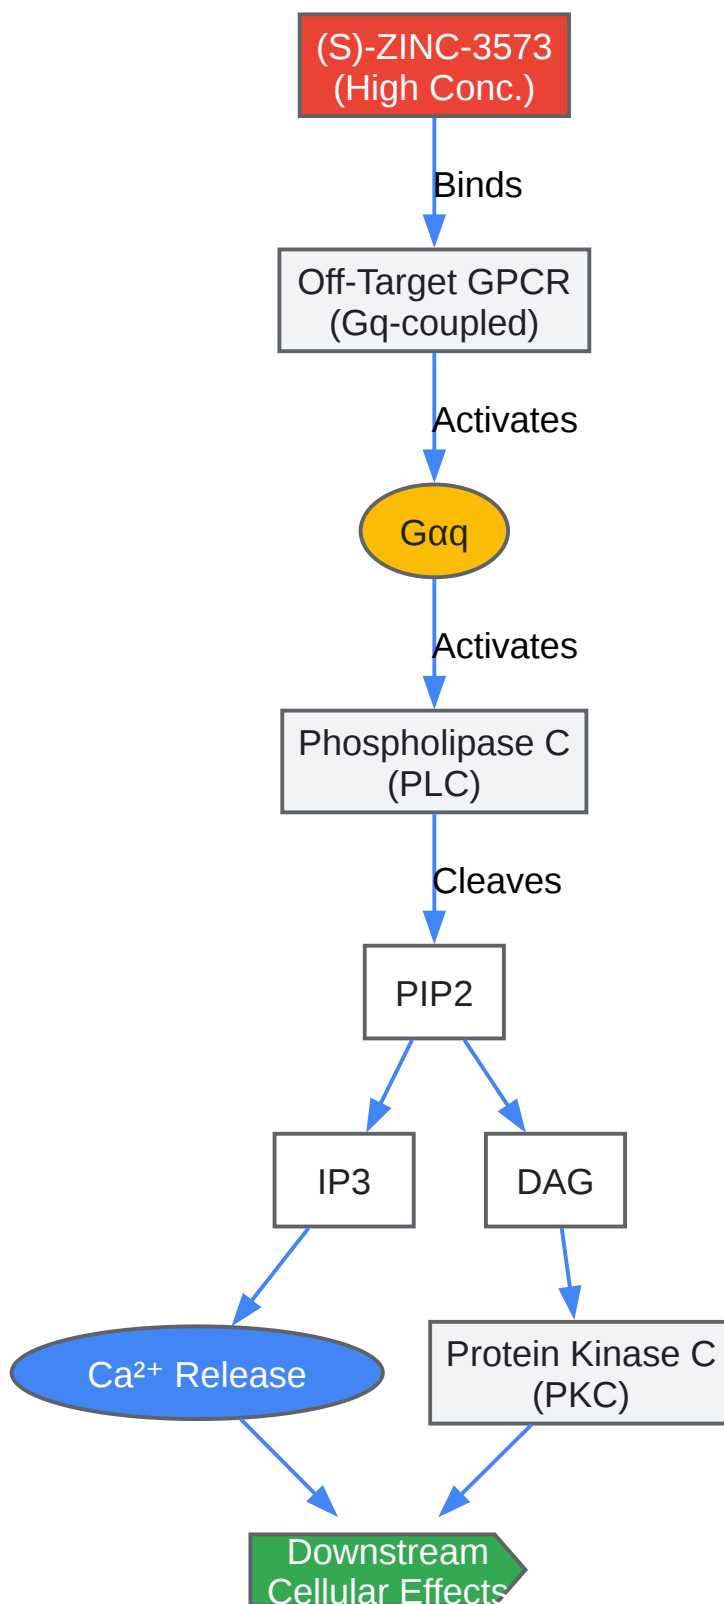 (S)-ZINC-3573
(High Conc.)
Binds
Off-Target GPCR
(Gq-coupled)
Activates
Gαq
Activates
Phospholipase C
(PLC)
Cleaves
PIP2
IP3
DAG
Ca²⁺ Release
Protein Kinase C
(PKC)
Downstream
Cellular Effects